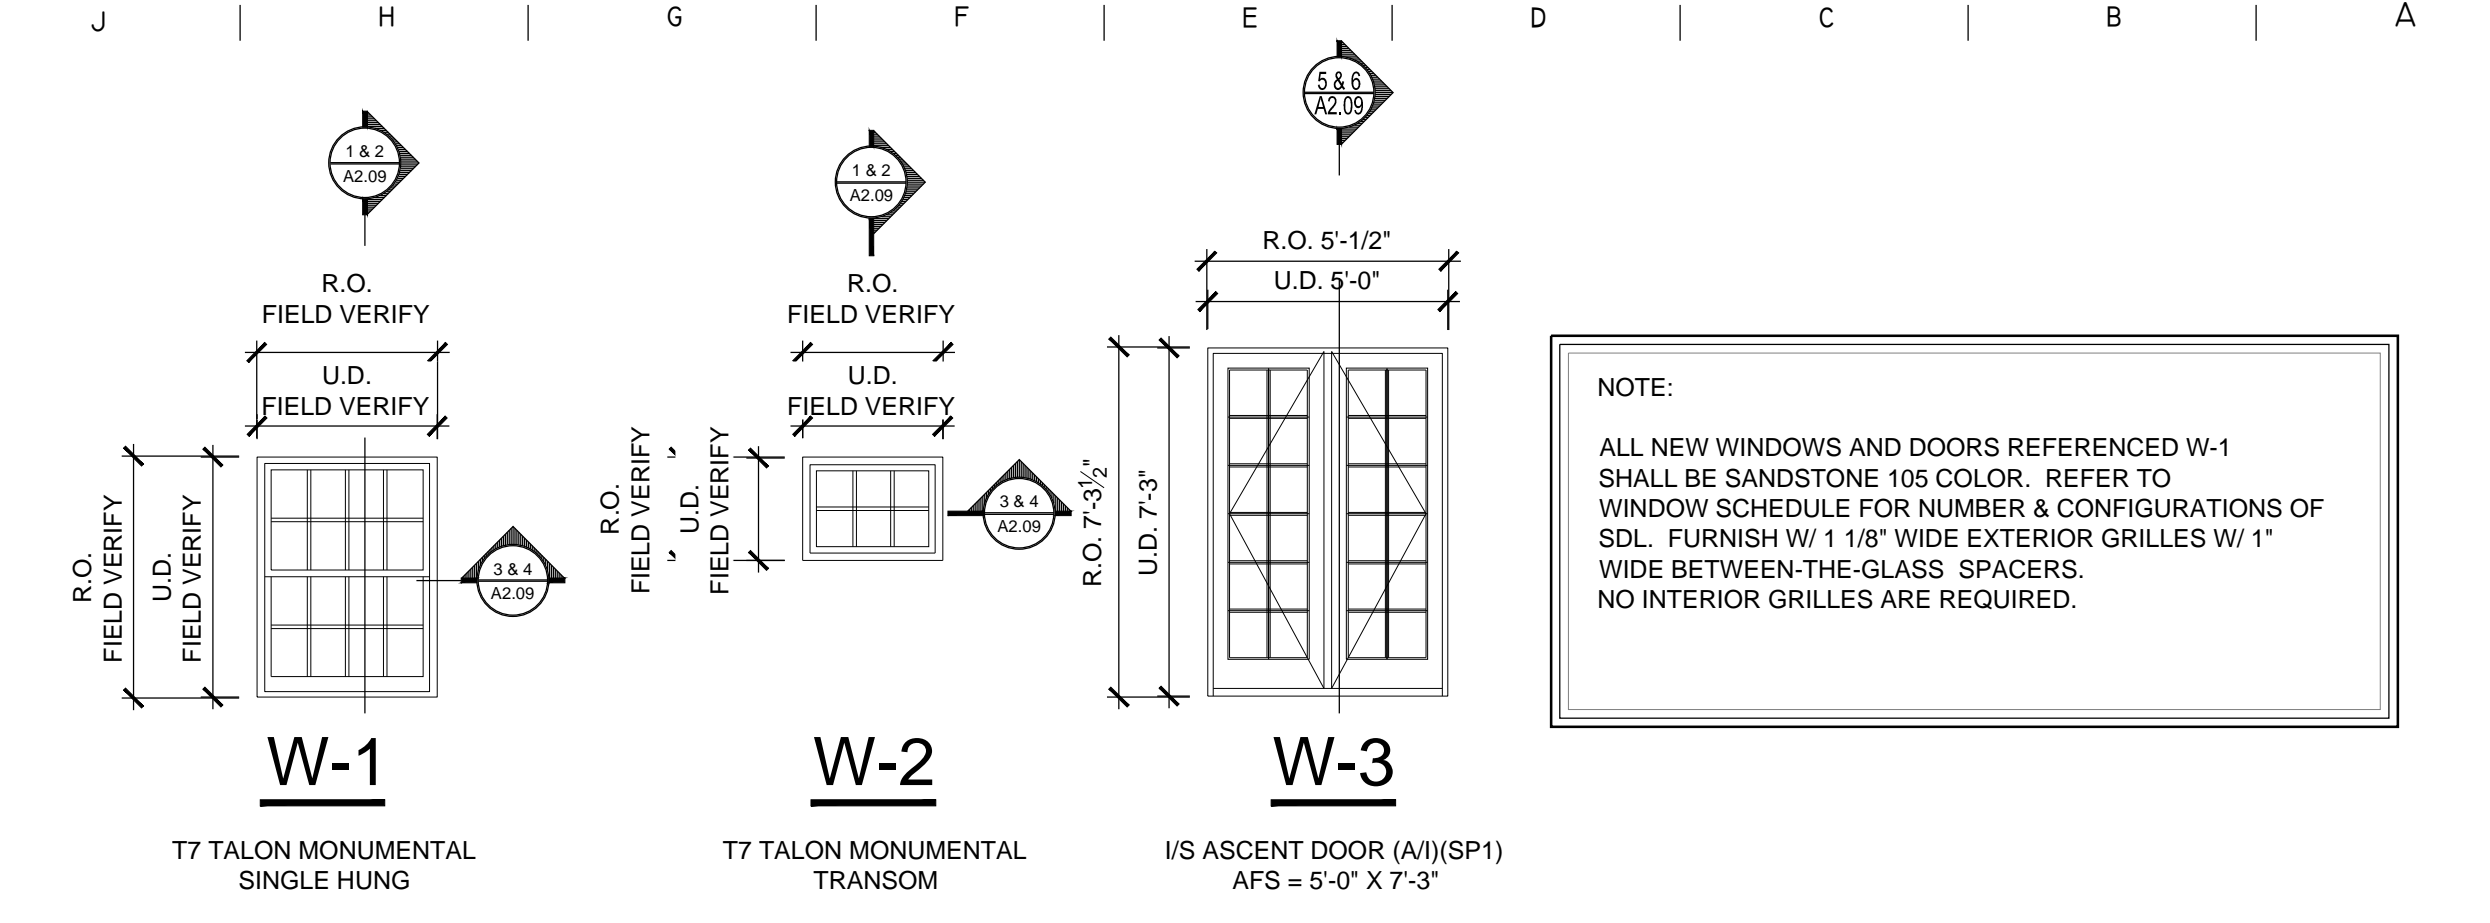 J H G F E D C B A
5 & 6
A2.09
1 & 2
A2.09
1 & 2
A2.09
R.O. 5'-1/2"
U.D. 5'-0"
R.O.
FIELD VERIFY
U.D.
FIELD VERIFY
R.O.
FIELD VERIFY
U.D.
FIELD VERIFY
R.O.
FIELD VERIFY
U.D.
FIELD VERIFY
3 & 4
A2.09
R.O.
FIELD VERIFY
U.D.
FIELD VERIFY
3 & 4
A2.09
R.O. 7'-3½"
U.D. 7'-3"
NOTE:
ALL NEW WINDOWS AND DOORS REFERENCED W-1
SHALL BE SANDSTONE 105 COLOR. REFER TO
WINDOW SCHEDULE FOR NUMBER & CONFIGURATIONS OF
SDL. FURNISH W/ 1 1/8" WIDE EXTERIOR GRILLES W/ 1"
WIDE BETWEEN-THE-GLASS SPACERS.
NO INTERIOR GRILLES ARE REQUIRED.
W-1
T7 TALON MONUMENTAL
SINGLE HUNG
W-2
T7 TALON MONUMENTAL
TRANSOM
W-3
I/S ASCENT DOOR (A/I)(SP1)
AFS = 5'-0" X 7'-3"